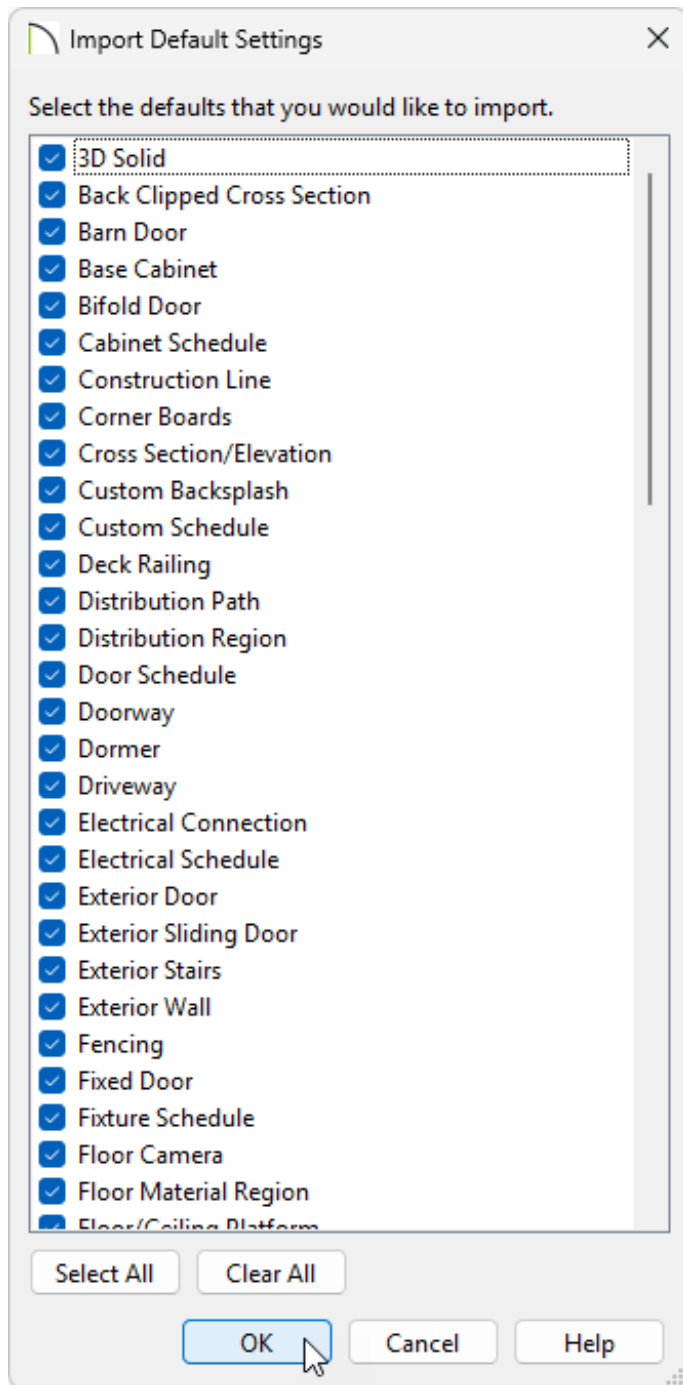 Import Default Settings
Select the defaults that you would like to import.
3D Solid
Back Clipped Cross Section
Barn Door
Base Cabinet
Bifold Door
Cabinet Schedule
Construction Line
Corner Boards
Cross Section/Elevation
Custom Backsplash
Custom Schedule
Deck Railing
Distribution Path
Distribution Region
Door Schedule
Doorway
Dormer
Driveway
Electrical Connection
Electrical Schedule
Exterior Door
Exterior Sliding Door
Exterior Stairs
Exterior Wall
Fencing
Fixed Door
Fixture Schedule
Floor Camera
Floor Material Region
Floor/Ceiling Platform
Select All Clear All
OK Cancel Help